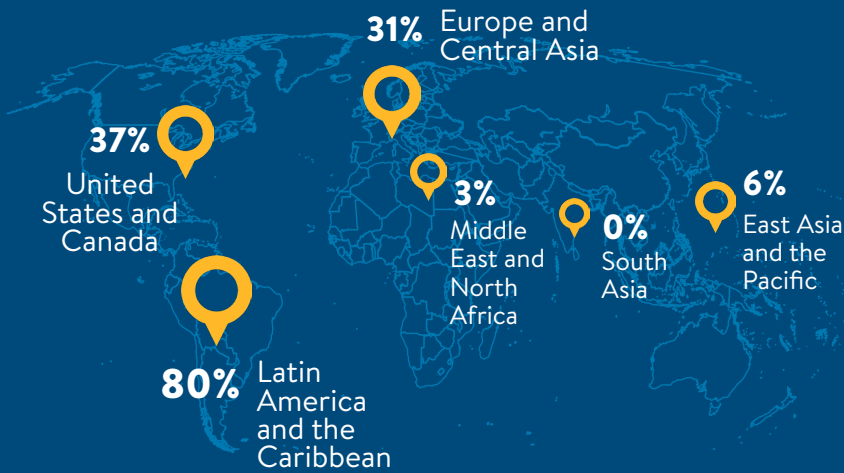 31%
Europe and
Central Asia
37%
United
States and
Canada
3%
Middle
East and
North
Africa
0%
South
Asia
6%
East Asia
and the
Pacific
80%
Latin
America
and the
Caribbean